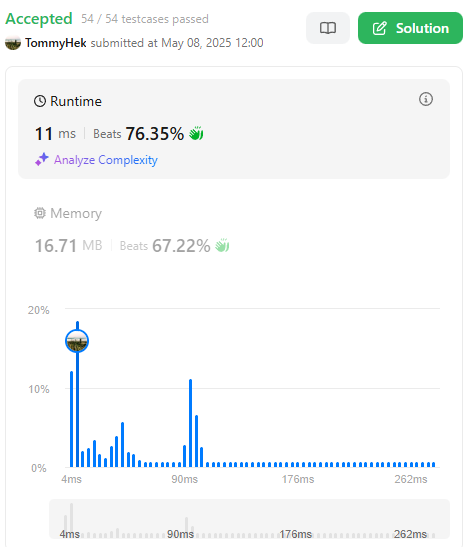 Accepted 54 / 54 testcases passed
TommyHek submitted at May 08, 2025 12:00
Solution
Runtime
11 ms Beats 76.35%
Analyze Complexity
Memory
16.71 MB Beats 67.22%
20%
10%
0%
4ms 90ms 176ms 262ms
4ms 90ms 176ms 262ms